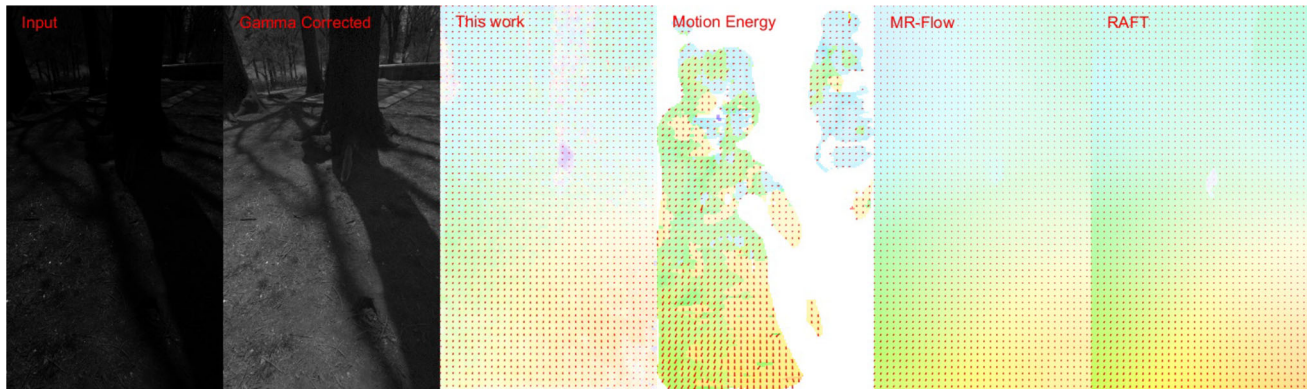 Input
Gamma Corrected
This work
Motion Energy
MR-Flow
RAFT